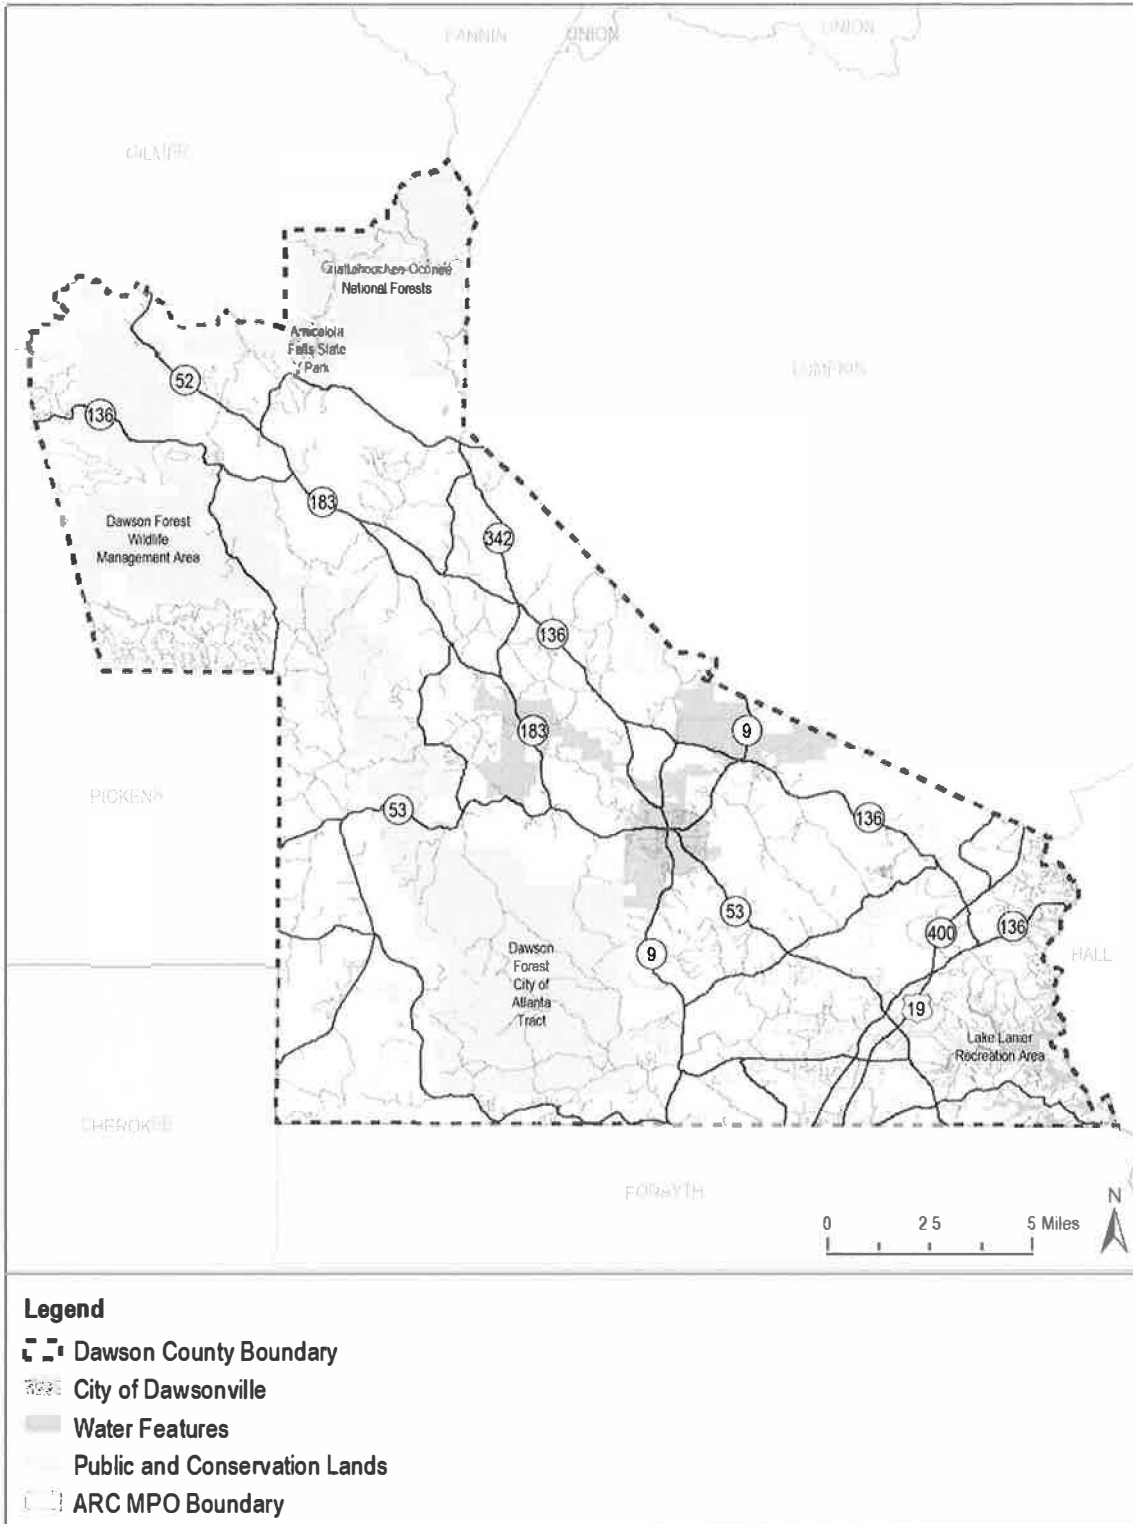 FANNIN
UNION
UNION
GILMER
Chattahoochee-Oconee
National Forests
Amicalola
Falls State
Park
LUMPKIN
52
136
183
Dawson Forest
Wildlife
Management Area
342
136
183
9
PICKENS
53
136
53
400
136
HALL
9
Dawson
Forest
City of
Atlanta
Tract
19
Lake Lanier
Recreation Area
CHEROKEE
FORSYTH
N
0 2 5 5 Miles
Legend
Dawson County Boundary
City of Dawsonville
Water Features
Public and Conservation Lands
ARC MPO Boundary